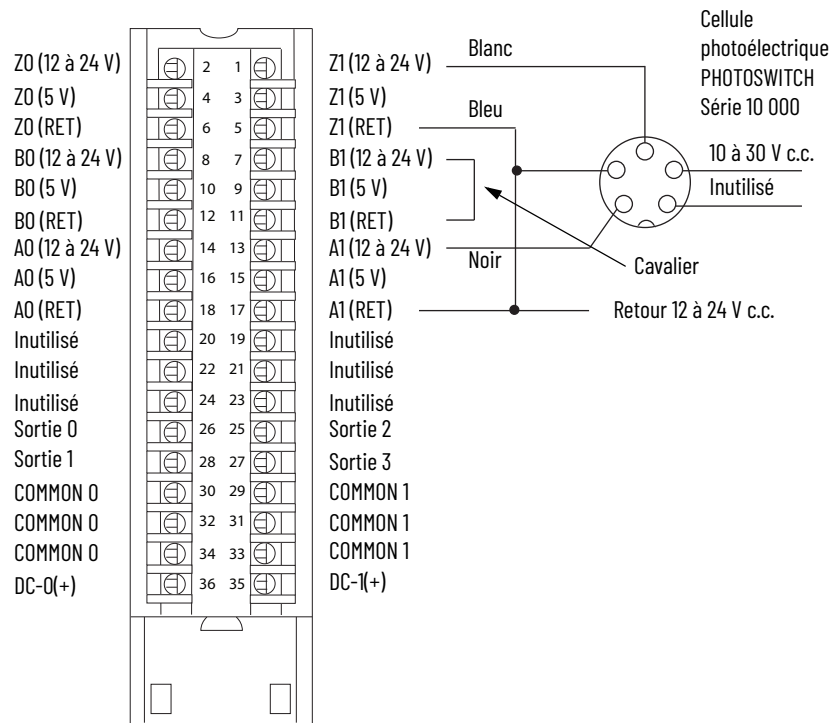 Cellule
photoélectrique
PHOTOSWITCH
Série 10 000
Z0 (12 à 24 V) 2 1 Z1 (12 à 24 V) Blanc
Z0 (5 V) 4 3 Z1 (5 V)
Bleu
Z0 (RET) 6 5 Z1 (RET)
B0 (12 à 24 V) 8 7 B1 (12 à 24 V) 10 à 30 V c.c.
B0 (5 V) 10 9 B1 (5 V) Inutilisé
B0 (RET) 12 11 B1 (RET)
A0 (12 à 24 V) 14 13 A1 (12 à 24 V) Noir
Cavalier
A0 (5 V) 16 15 A1 (5 V)
A0 (RET) 18 17 A1 (RET) Retour 12 à 24 V c.c.
Inutilisé 20 19 Inutilisé
Inutilisé 22 21 Inutilisé
Inutilisé 24 23 Inutilisé
Sortie 0 26 25 Sortie 2
Sortie 1 28 27 Sortie 3
COMMON 0 30 29 COMMON 1
COMMON 0 32 31 COMMON 1
COMMON 0 34 33 COMMON 1
DC-0(+) 36 35 DC-1(+)